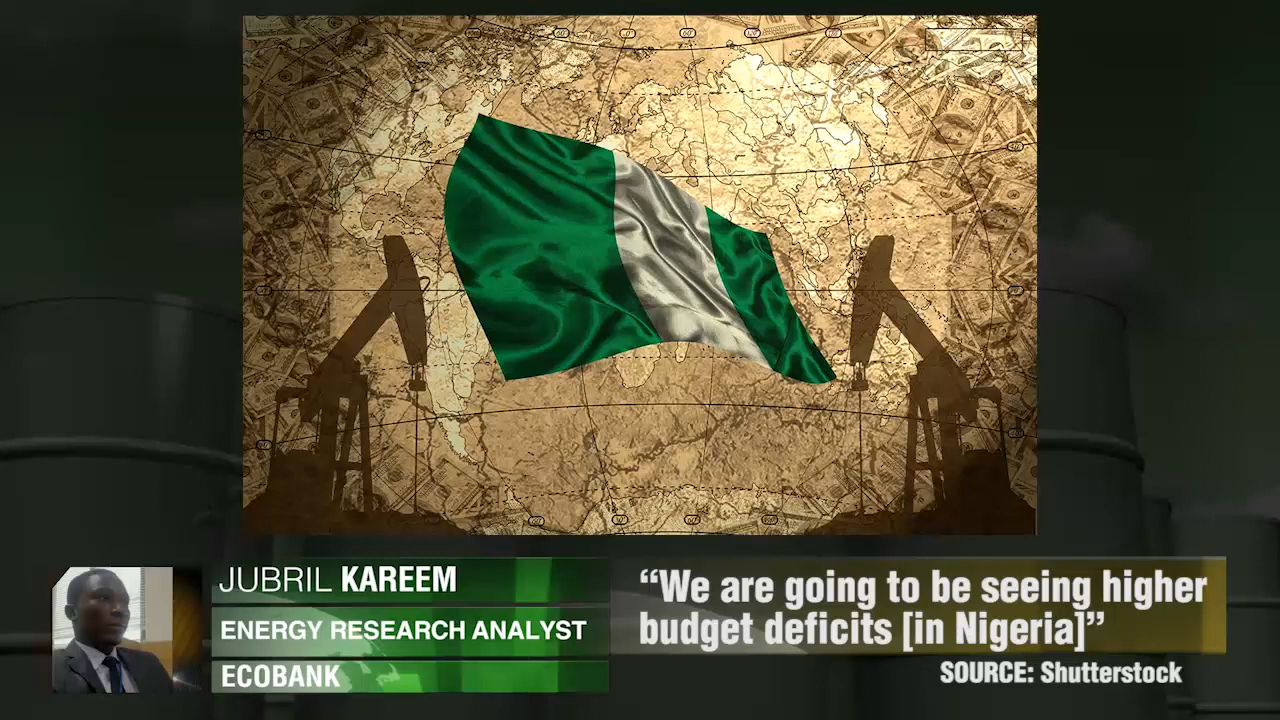 JUBRIL KAREEM
ENERGY RESEARCH ANALYST
ECOBANK
“We are going to be seeing higher
budget deficits [in Nigeria]”
SOURCE: Shutterstock